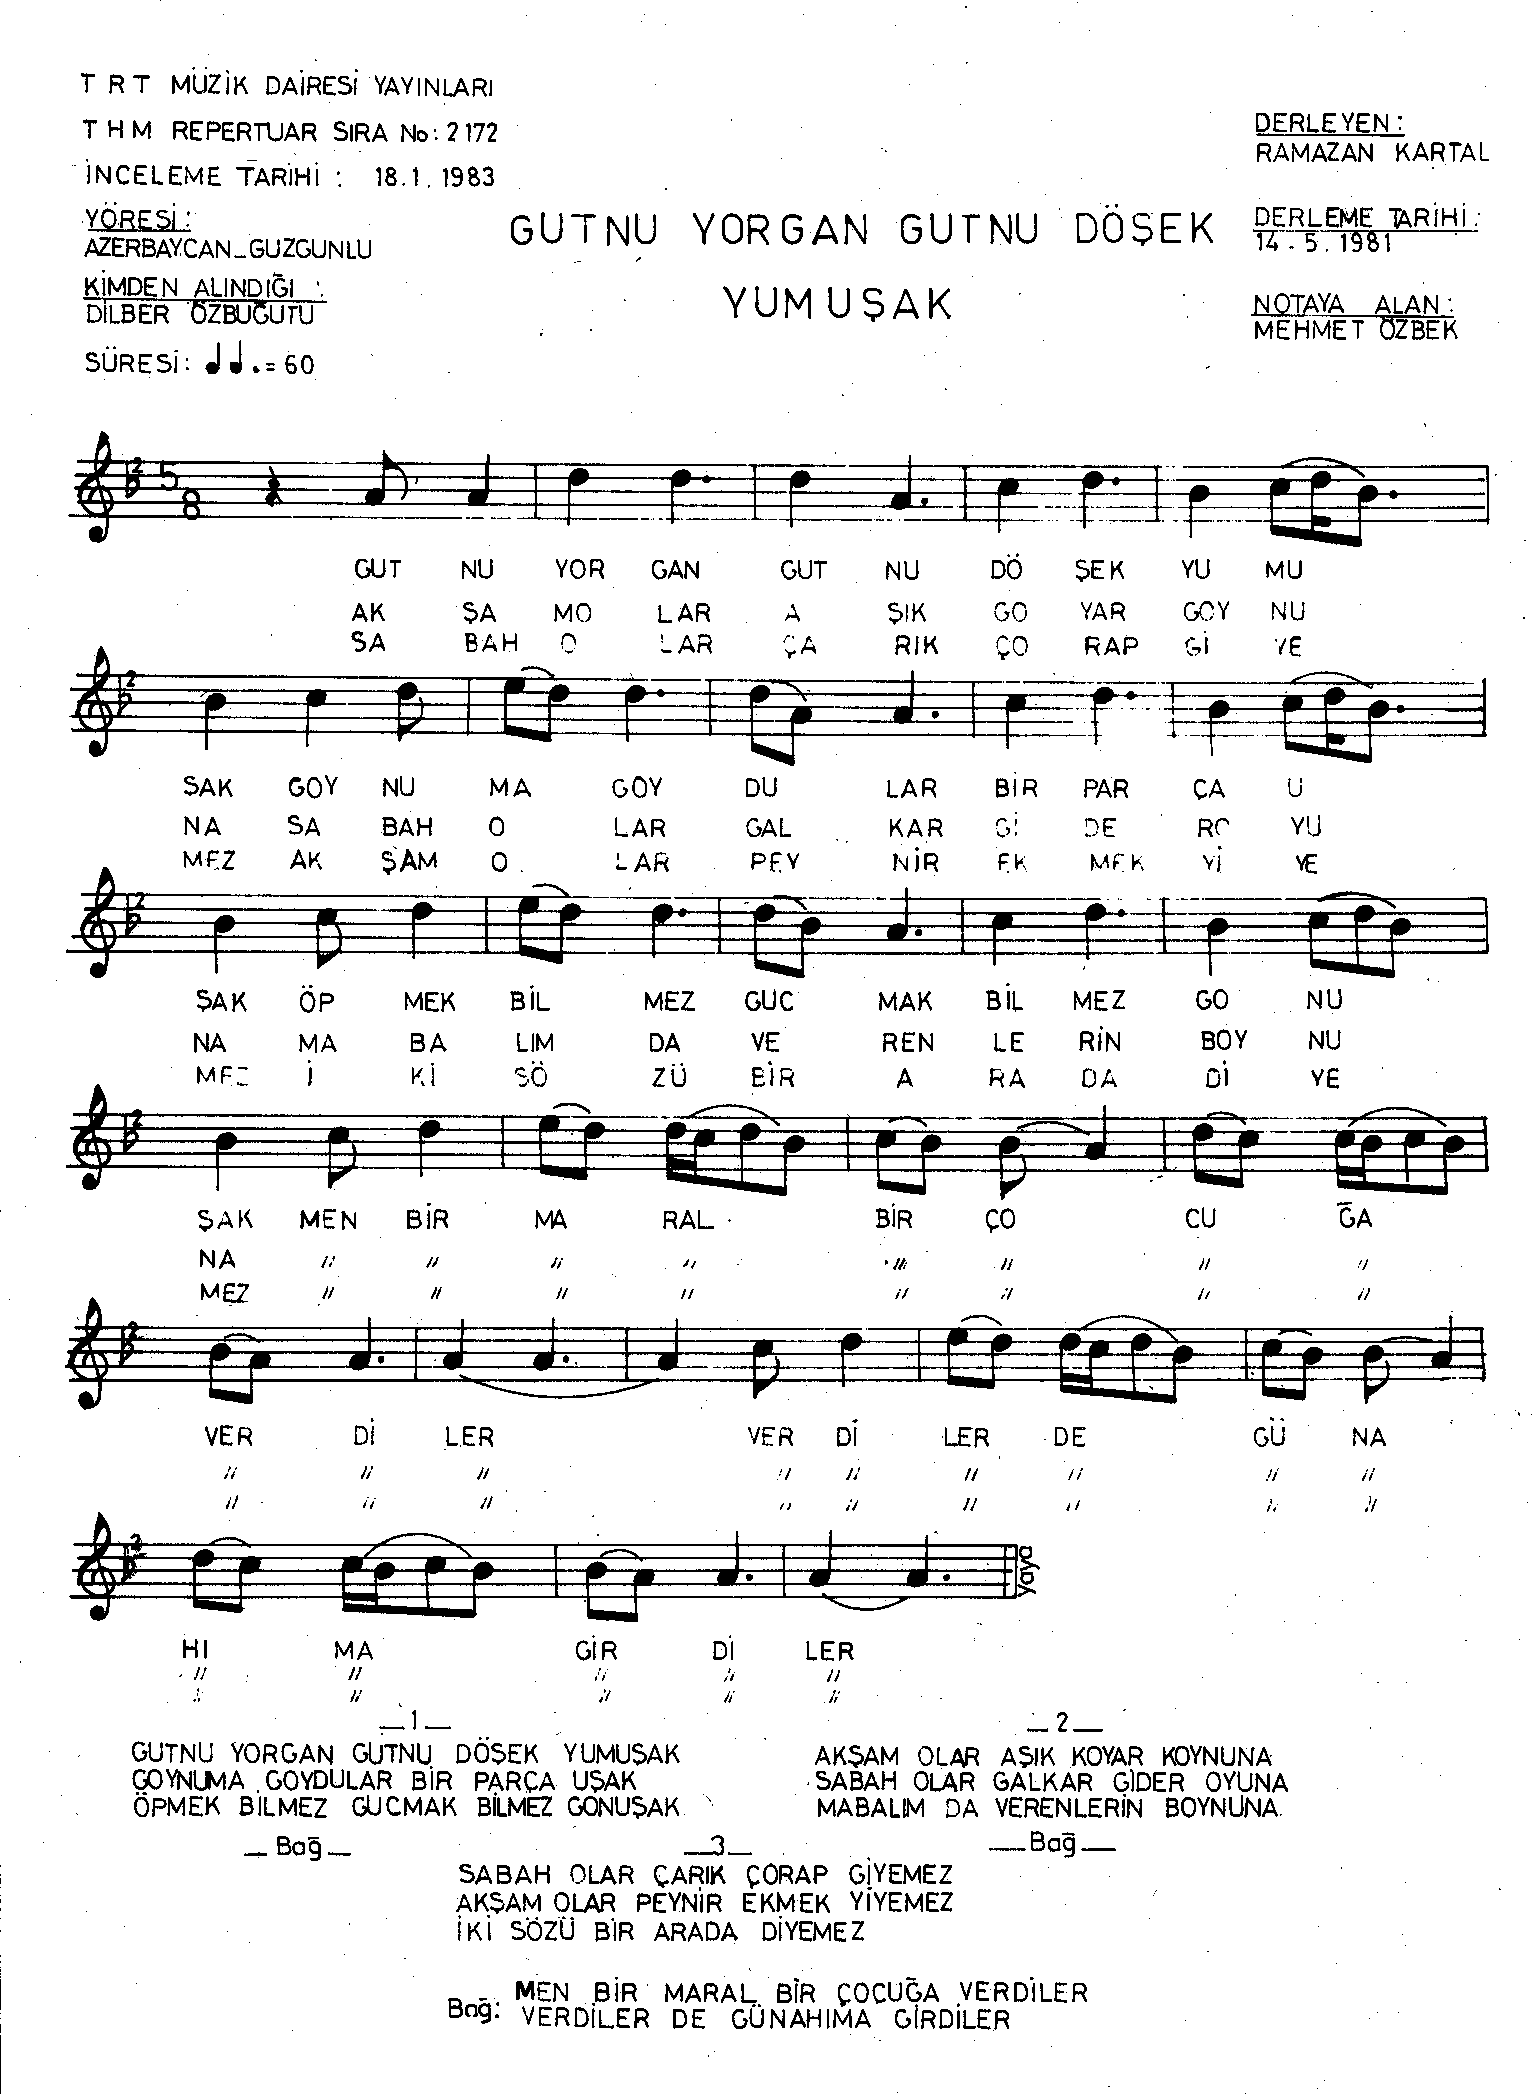 TRT MÜZİK DAİRESİ YAYINLARI
THM REPERTUAR SIRA No: 2172
İNCELEME TARİHİ : 18.1.1983
YÖRESİ:
AZERBAYCAN_GUZGUNLU
KİMDEN ALINDIĞI :
DİLBER ÖZBUĞUTU
SÜRESİ: ♩♩. = 60
GUTNU YORGAN GUTNU DÖŞEK
YUMUŞAK
DERLEYEN:
RAMAZAN KARTAL
DERLEME TARİHİ:
14-5.1981
NOTAYA ALAN:
MEHMET ÖZBEK
2
5
8
GUT NU YOR GAN GUT NU DÖ ŞEK YU MU
AK ŞA MO LAR A ŞIK GO YAR GOY NU
SA BAH O LAR ÇA RIK ÇO RAP Gİ YE
2
SAK GOY NU MA GOY DU LAR BİR PAR ÇA U
NA SA BAH O LAR GAL KAR Gİ DE RO YU
MEZ AK ŞAM O LAR PEY NİR EK MEK Yİ YE
2
ŞAK ÖP MEK BİL MEZ GUC MAK BİL MEZ GO NU
NA MA BA LIM DA VE REN LE RİN BOY NU
MEZ İ Kİ SÖ ZÜ BİR A RA DA Dİ YE
2
ŞAK MEN BİR MA RAL BİR ÇO CU ĞA
NA " " " " " " " "
MEZ " " " " " " " "
2
VER Dİ LER VER Dİ LER DE GÜ NA
" " " " " " " " "
" " " " " " " " "
2
yaya
HI MA GİR Dİ LER
" " " " "
" " " " "
_1_
GUTNU YORGAN GUTNU DÖŞEK YUMUŞAK
GOYNUMA GOYDULAR BİR PARÇA UŞAK
ÖPMEK BİLMEZ GUCMAK BİLMEZ GONUŞAK
_ Bağ _
_2_
AKŞAM OLAR AŞIK KOYAR KOYNUNA
SABAH OLAR GALKAR GİDER OYUNA
MABALIM DA VERENLERİN BOYNUNA
_ Bağ _
_3_
SABAH OLAR ÇARIK ÇORAP GİYEMEZ
AKŞAM OLAR PEYNİR EKMEK YİYEMEZ
İKİ SÖZÜ BİR ARADA DİYEMEZ
Bağ: MEN BİR MARAL BİR ÇOCUĞA VERDİLER
VERDİLER DE GÜNAHIMA GİRDİLER